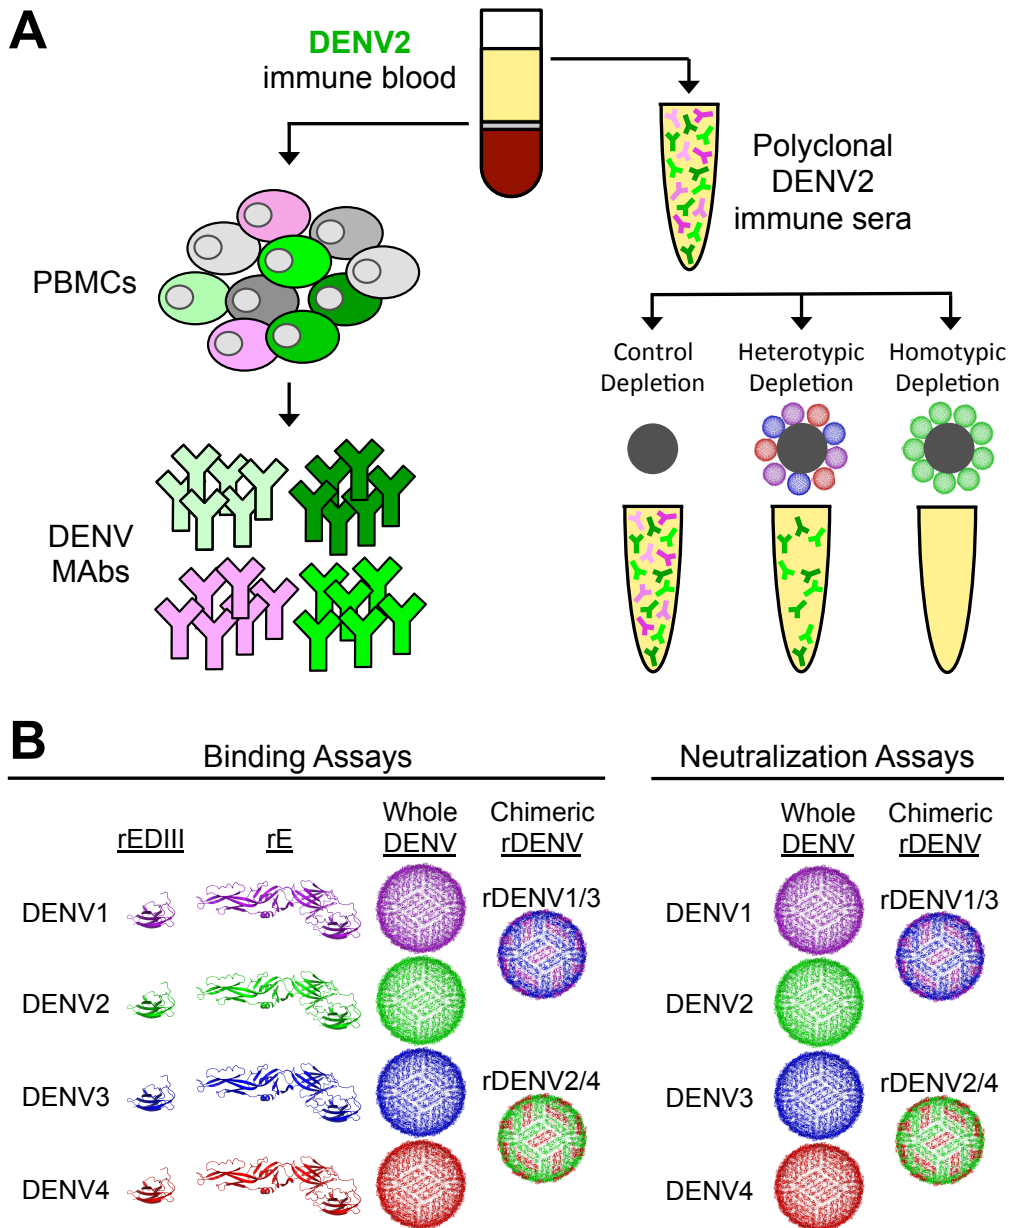 A
DENV2
immune blood
Polyclonal
DENV2
immune sera
PBMCs
Control
Depletion
Heterotypic
Depletion
Homotypic
Depletion
DENV
MAbs
B
Binding Assays
Neutralization Assays
rEDIII
rE
Whole
DENV
Chimeric
rDENV
Whole
DENV
Chimeric
rDENV
DENV1
rDENV1/3
DENV1
rDENV1/3
DENV2
DENV2
DENV3
rDENV2/4
DENV3
rDENV2/4
DENV4
DENV4